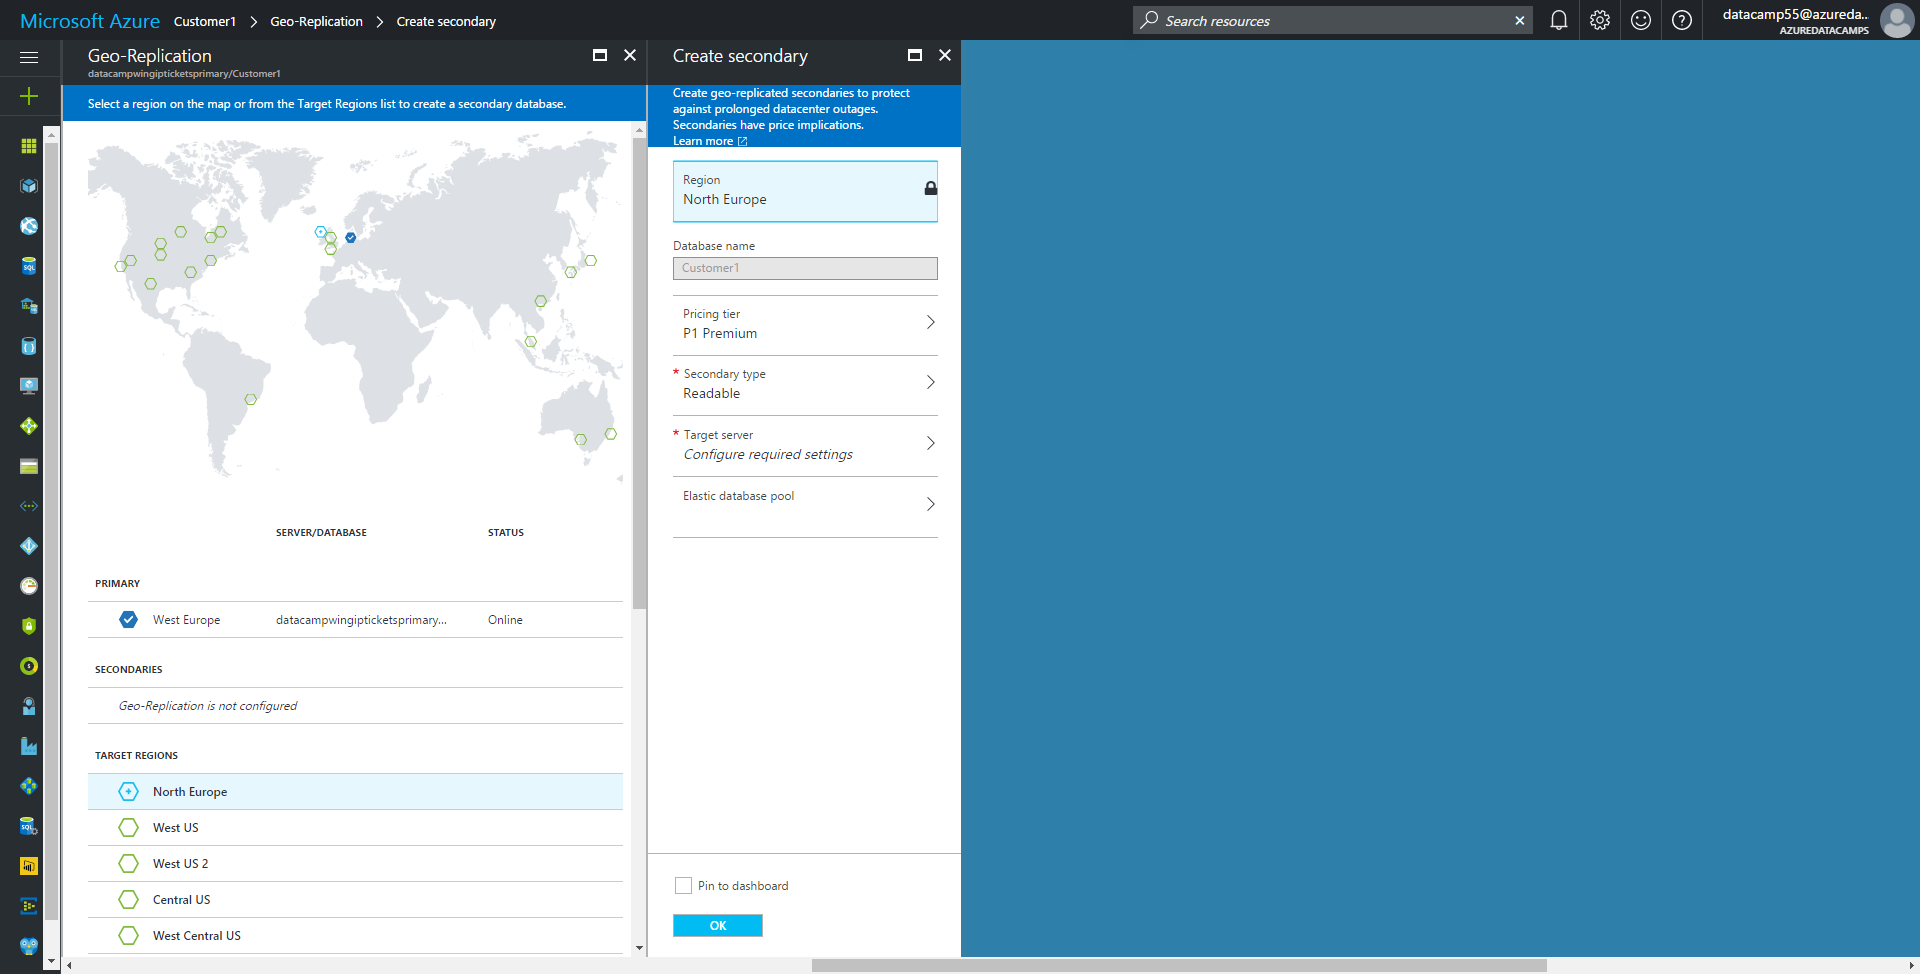 Microsoft Azure Customer1 > Geo-Replication > Create secondary
Search resources
datacamp55@azureda...
AZUREDATACAMPS
Geo-Replication
datacampwingipticketsprimary/Customer1
Select a region on the map or from the Target Regions list to create a secondary database.
SERVER/DATABASE STATUS
PRIMARY
West Europe datacampwingipticketsprimary... Online
SECONDARIES
Geo-Replication is not configured
TARGET REGIONS
North Europe
West US
West US 2
Central US
West Central US
Create secondary
Create geo-replicated secondaries to protect
against prolonged datacenter outages.
Secondaries have price implications.
Learn more
Region
North Europe
Database name
Customer1
Pricing tier
P1 Premium
* Secondary type
Readable
* Target server
Configure required settings
Elastic database pool
Pin to dashboard
OK